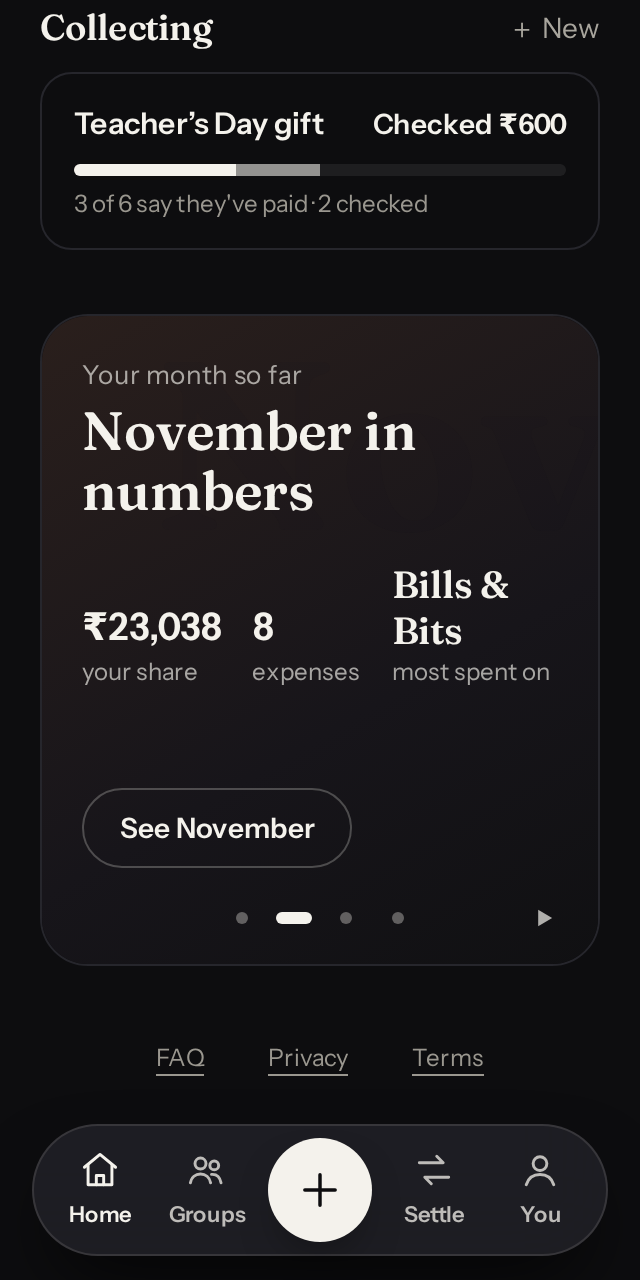 Collecting
+ New
Teacher’s Day gift
Checked ₹600
3 of 6 say they've paid · 2 checked
Your month so far
November in
numbers
₹23,038
your share
8
expenses
Bills &
Bits
most spent on
See November
FAQ
Privacy
Terms
Home
Groups
Settle
You